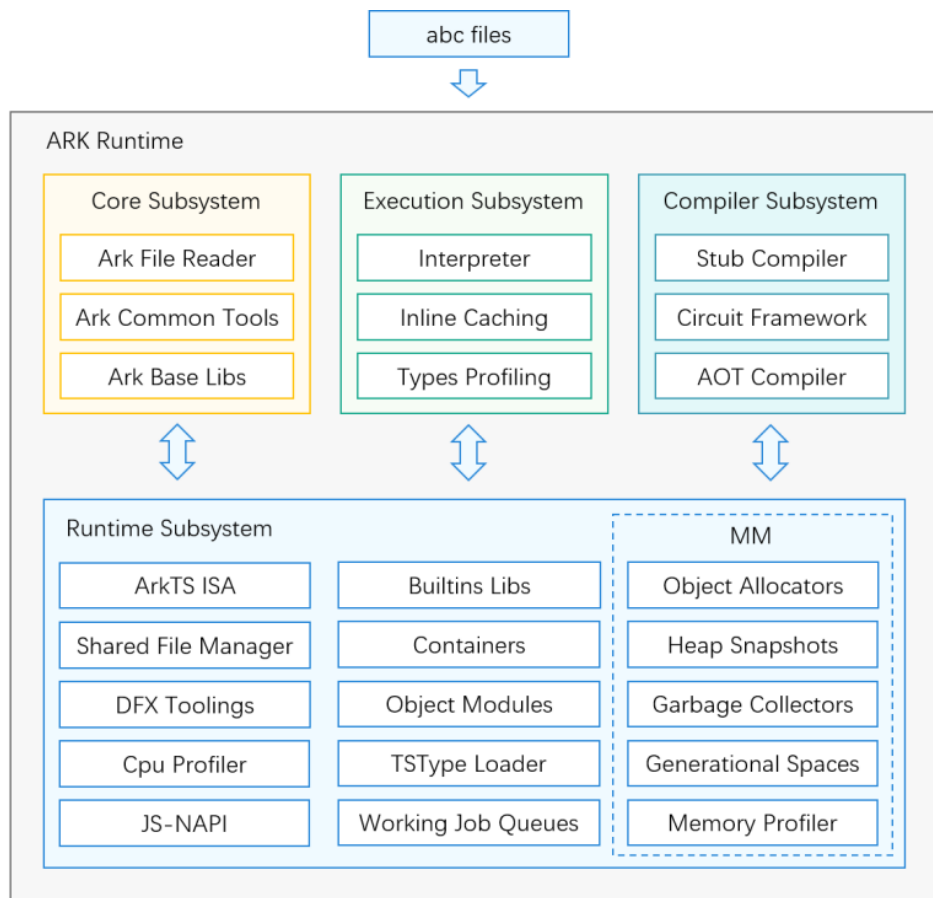 abc files
ARK Runtime
Core Subsystem
Ark File Reader
Ark Common Tools
Ark Base Libs
Execution Subsystem
Interpreter
Inline Caching
Types Profiling
Compiler Subsystem
Stub Compiler
Circuit Framework
AOT Compiler
Runtime Subsystem
ArkTS ISA
Shared File Manager
DFX Toolings
Cpu Profiler
JS-NAPI
Builtins Libs
Containers
Object Modules
TSType Loader
Working Job Queues
MM
Object Allocators
Heap Snapshots
Garbage Collectors
Generational Spaces
Memory Profiler